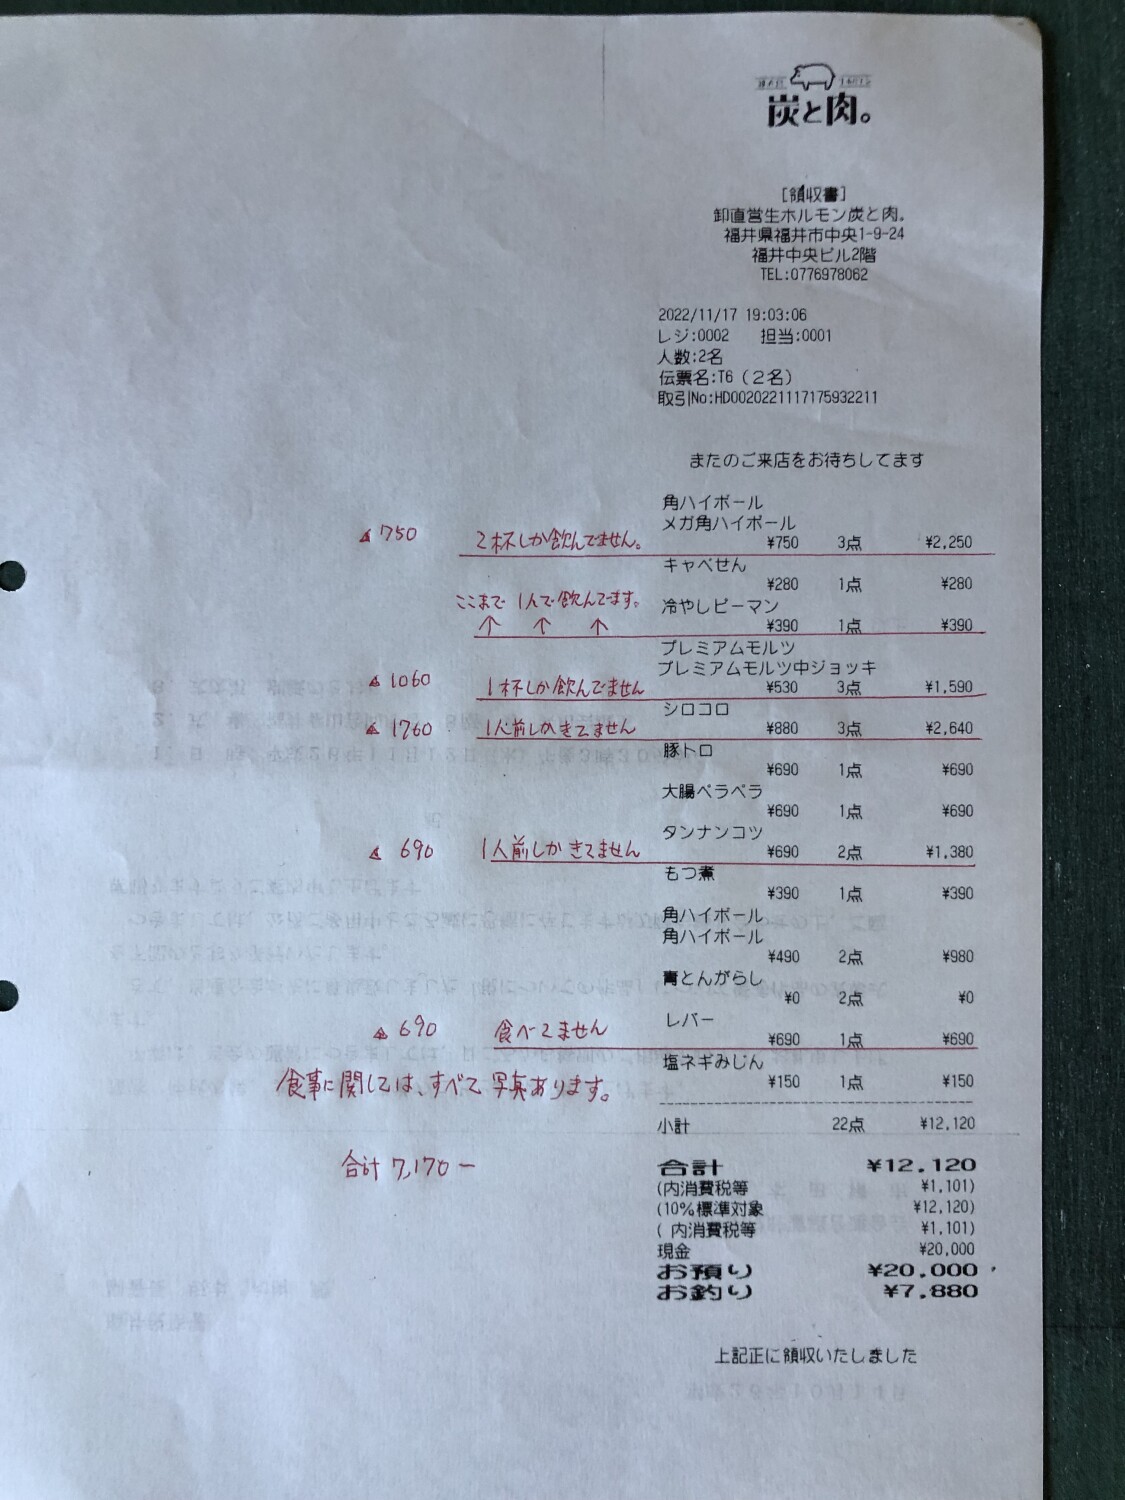 炭と肉。
[領収書]
卸直営生ホルモン炭と肉。
福井県福井市中央1-9-24
福井中央ビル2階
TEL:0776978062
2022/11/17 19:03:06
レジ:0002 担当:0001
人数:2名
伝票名:T6(2名)
取引No:HD0020221117175932211
またのご来店をお待ちしてます
角ハイボール
メガ角ハイボール
▲750 2杯しか飲んでません。 ¥750 3点 ¥2,250
キャベせん
¥280 1点 ¥280
ここまで1人で飲んでます。 冷やしピーマン
↑ ↑ ↑ ¥390 1点 ¥390
プレミアムモルツ
プレミアムモルツ中ジョッキ
▲1060 1杯しか飲んでません ¥530 3点 ¥1,590
シロコロ
▲1760 1人前しかきてません ¥880 3点 ¥2,640
豚トロ
¥690 1点 ¥690
大腸ペラペラ
¥690 1点 ¥690
タンナンコツ
▲690 1人前しかきてません ¥690 2点 ¥1,380
もつ煮
¥390 1点 ¥390
角ハイボール
角ハイボール
¥490 2点 ¥980
青とんがらし
¥0 2点 ¥0
レバー
▲690 食べてません ¥690 1点 ¥690
塩ネギみじん
食事に関しては、すべて写真あります。 ¥150 1点 ¥150
小計 22点 ¥12,120
合計7,170ー 合計 ¥12,120
(内消費税等 ¥1,101)
(10%標準対象 ¥12,120)
(内消費税等 ¥1,101)
現金 ¥20,000
お預り ¥20,000
お釣り ¥7,880
上記正に領収いたしました